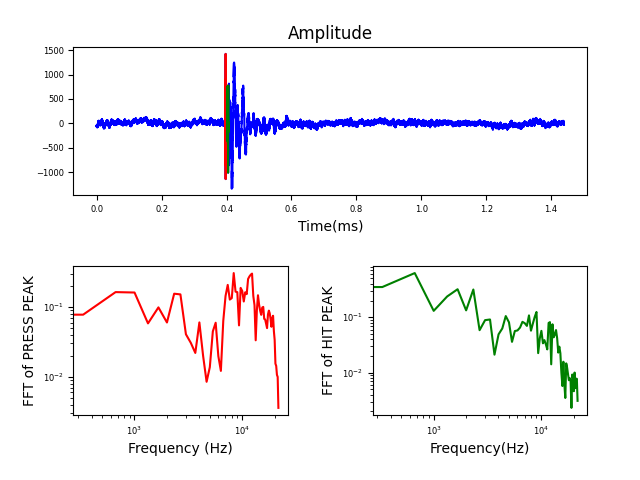 Amplitude
1500
1000
500
0
−500
−1000
0.0 0.2 0.4 0.6 0.8 1.0 1.2 1.4
Time(ms)
FFT of PRESS PEAK
10⁻¹
10⁻²
10³ 10⁴
Frequency (Hz)
FFT of HIT PEAK
10⁻¹
10⁻²
10³ 10⁴
Frequency(Hz)